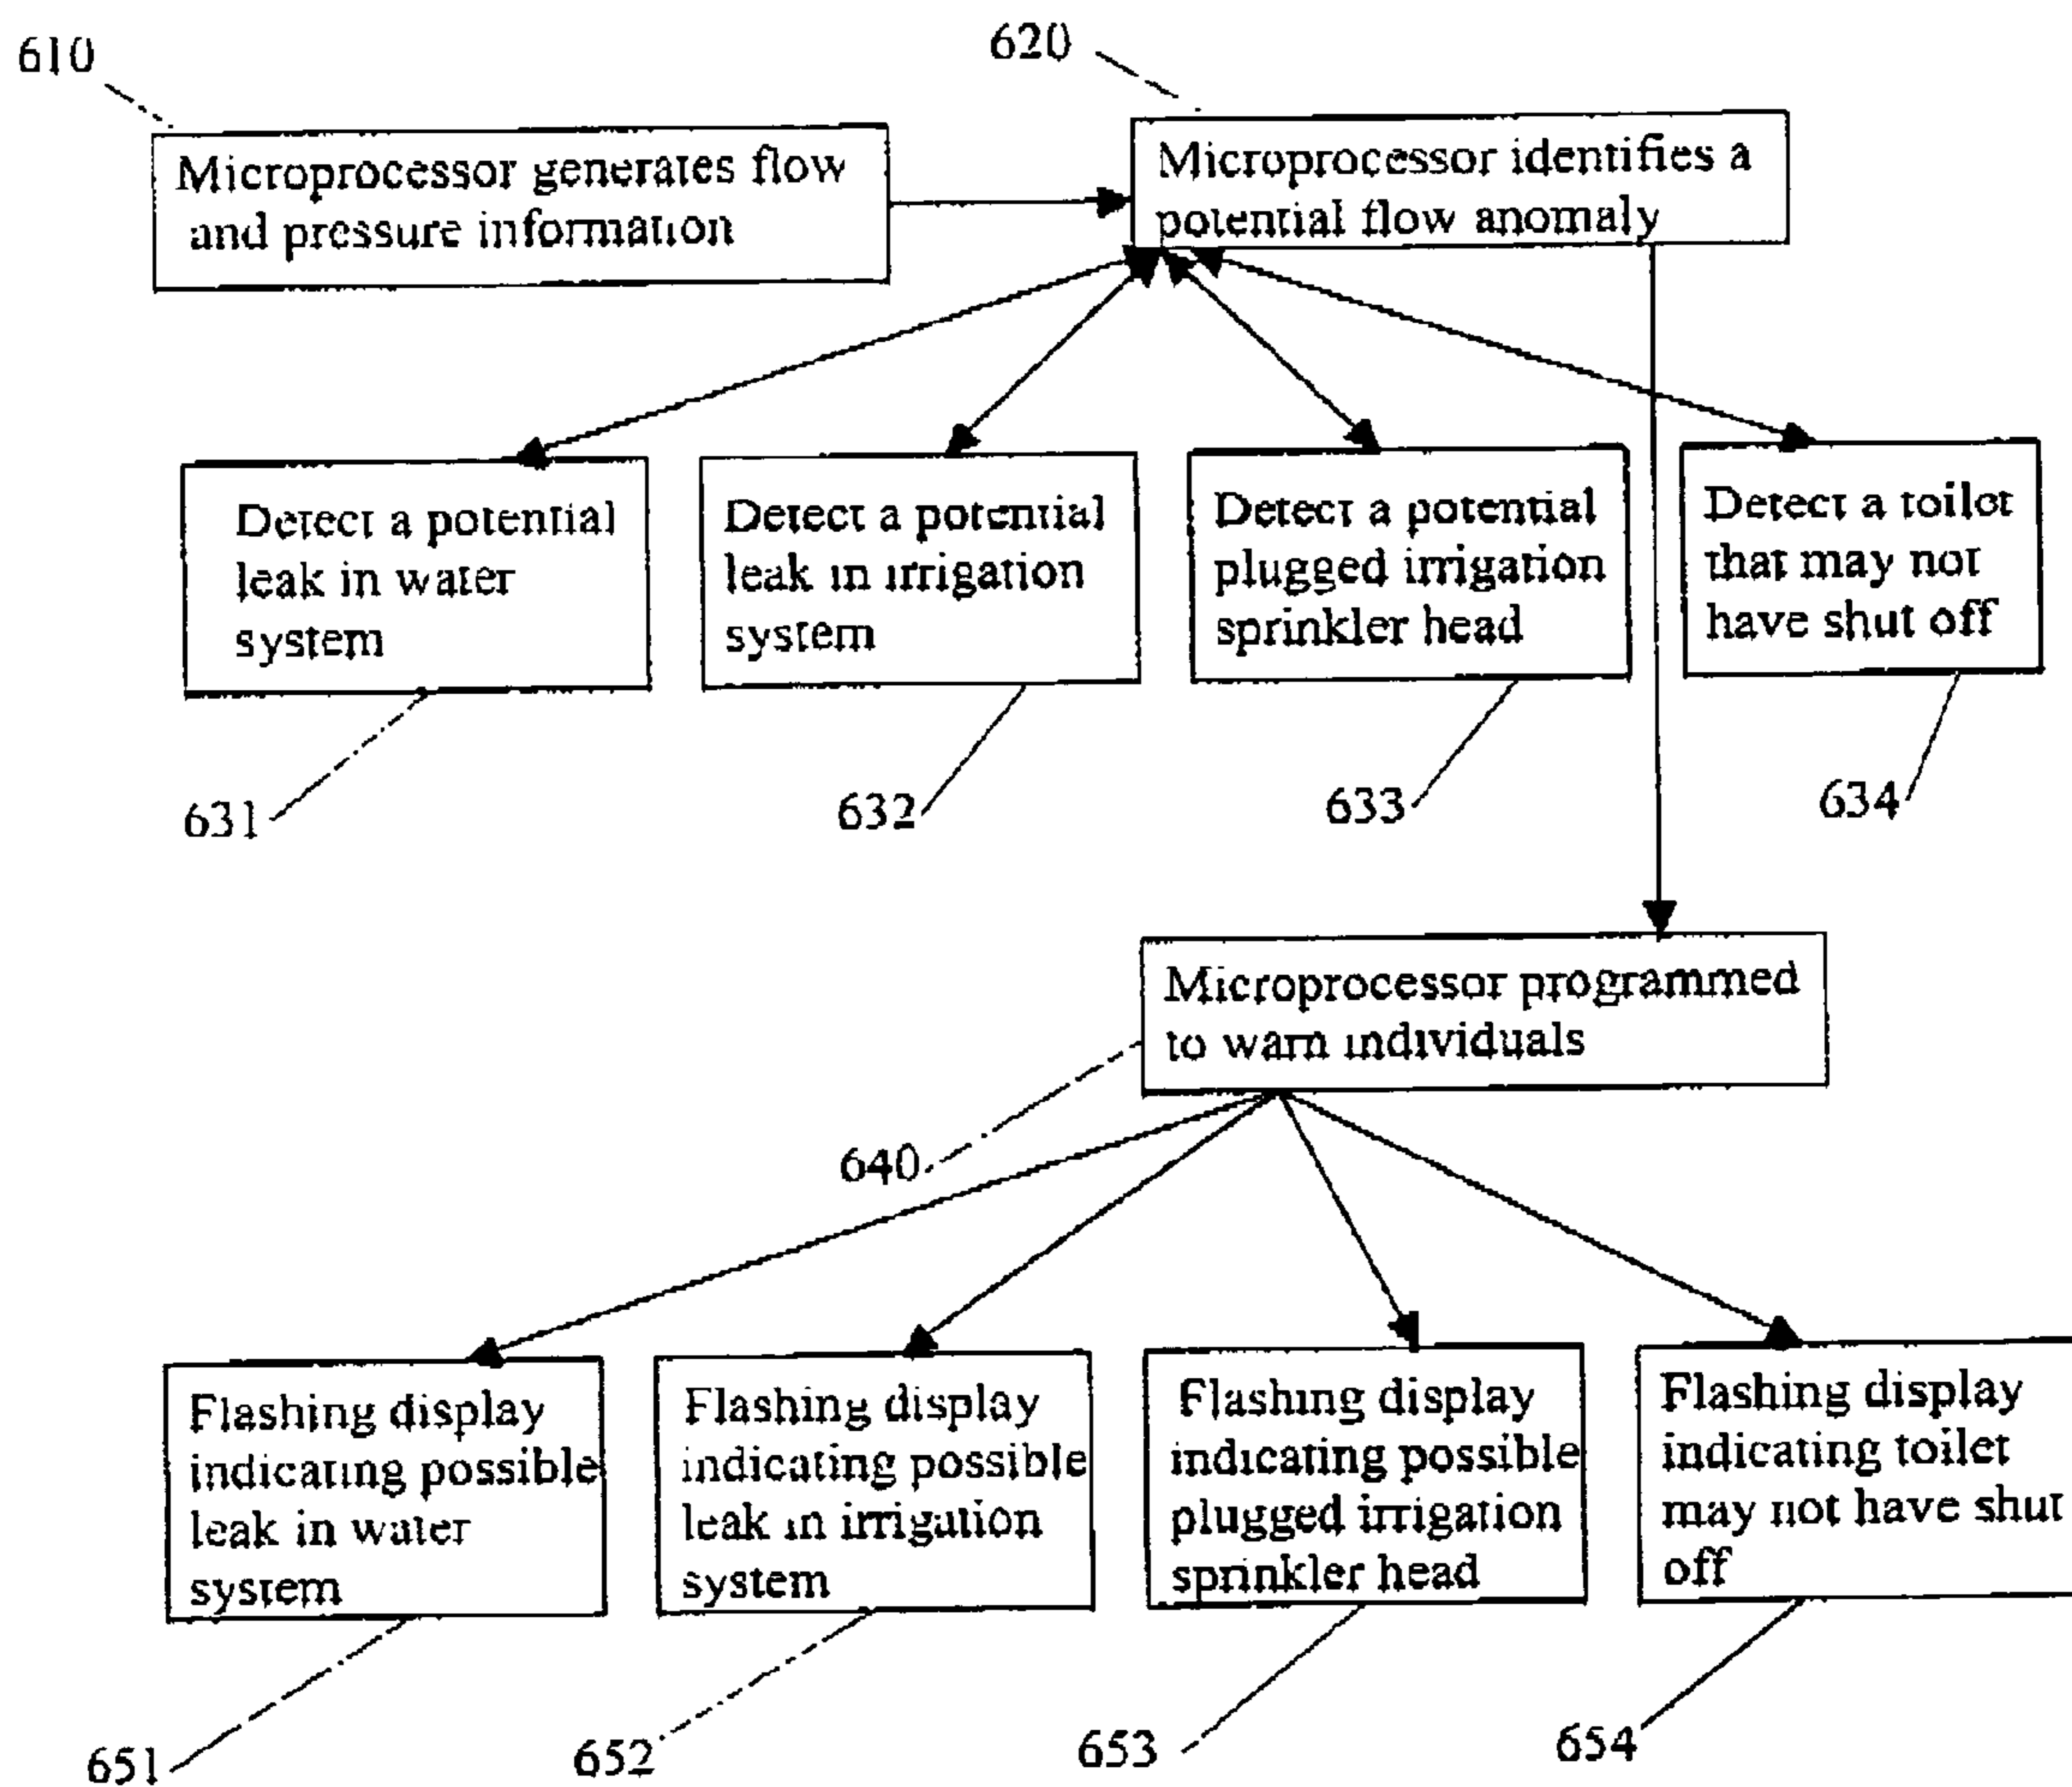 610
620
Microprocessor generates flow
and pressure information
Microprocessor identifies a
potential flow anomaly
Detect a potential
leak in water
system
Detect a potential
leak in irrigation
system
Detect a potential
plugged irrigation
sprinkler head
Detect a toilet
that may not
have shut off
631
632
633
634
Microprocessor programmed
to warn individuals
640
Flashing display
indicating possible
leak in water
system
Flashing display
indicating possible
leak in irrigation
system
Flashing display
indicating possible
plugged irrigation
sprinkler head
Flashing display
indicating toilet
may not have shut
off
651
652
653
654